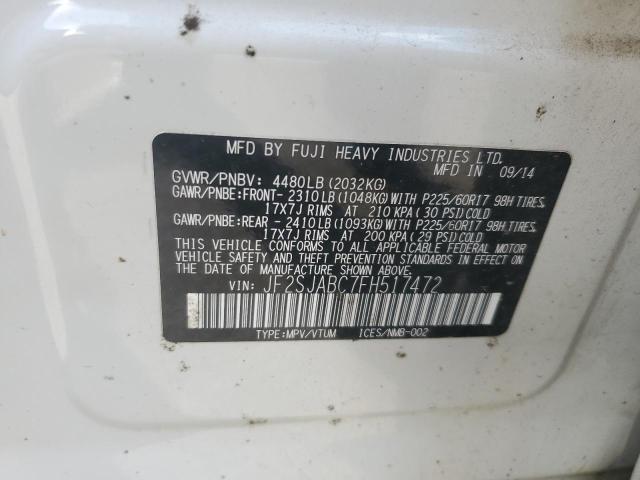 MFD BY FUJI HEAVY INDUSTRIES LTD.
MFD IN 09/14
GVWR/PNBV: 4480LB(2032KG)
GAWR/PNBE:FRONT-2310LB(1048KG)WITH P225/60R17 98H TIRES,
17X7J RIMS AT 210 KPA(30 PSI)COLD
GAWR/PNBE:REAR -2410LB(1093KG)WITH P225/60R17 98H TIRES,
17X7J RIMS AT 200 KPA(29 PSI)COLD
THIS VEHICLE CONFORMS TO ALL APPLICABLE FEDERAL MOTOR
VEHICLE SAFETY, BUMPER, AND THEFT PREVENTION STANDARDS
IN EFFECT ON THE DATE OF MANUFACTURE SHOWN ABOVE.
VIN: JF2SJABC7FH517472
TYPE:MPV/VTUM ICES/NMB-002